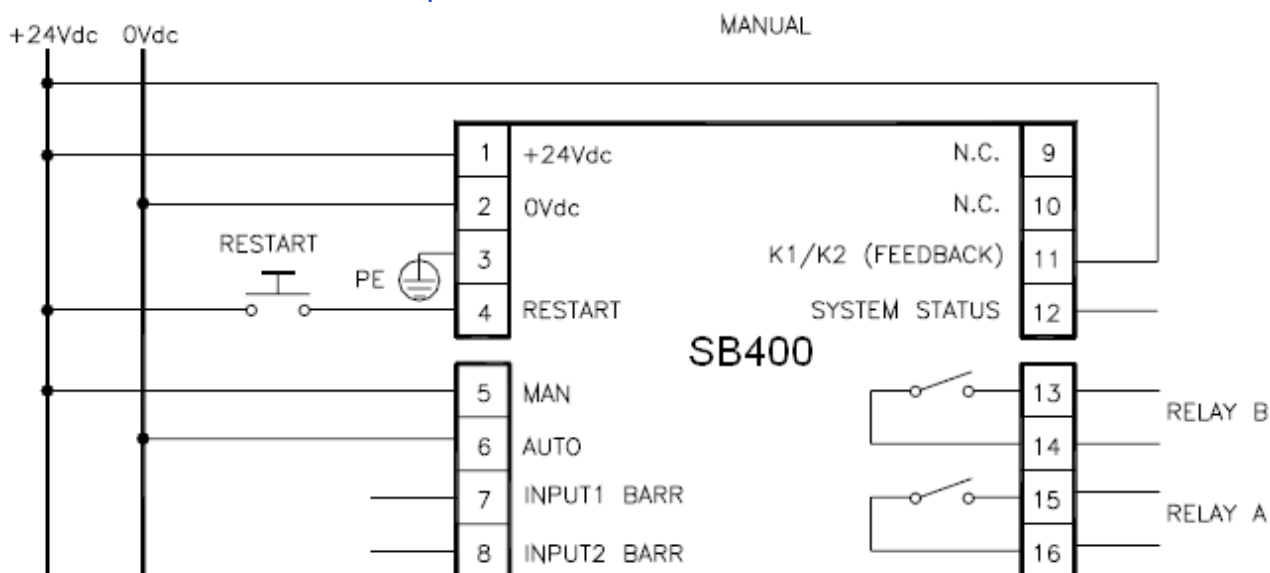 MANUAL
+24Vdc 0Vdc
1 +24Vdc N.C. 9
2 0Vdc N.C. 10
RESTART
PE 3 K1/K2 (FEEDBACK) 11
4 RESTART SYSTEM STATUS 12
SB400
5 MAN 13
RELAY B
6 AUTO 14
7 INPUT1 BARR 15
RELAY A
8 INPUT2 BARR 16